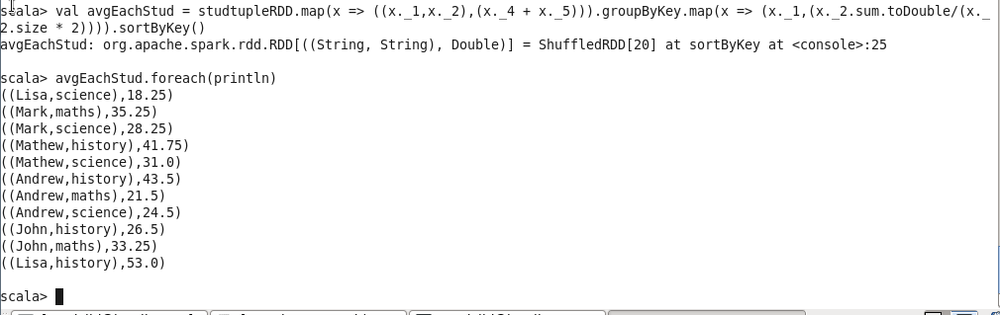 scala> val avgEachStud = studtupleRDD.map(x => ((x._1,x._2),(x._4 + x._5))).groupByKey.map(x => (x._1,(x._2.sum.toDouble/(x._
2.size * 2)))).sortByKey()
avgEachStud: org.apache.spark.rdd.RDD[((String, String), Double)] = ShuffledRDD[20] at sortByKey at <console>:25
scala> avgEachStud.foreach(println)
((Lisa,science),18.25)
((Mark,maths),35.25)
((Mark,science),28.25)
((Mathew,history),41.75)
((Mathew,science),31.0)
((Andrew,history),43.5)
((Andrew,maths),21.5)
((Andrew,science),24.5)
((John,history),26.5)
((John,maths),33.25)
((Lisa,history),53.0)
scala>